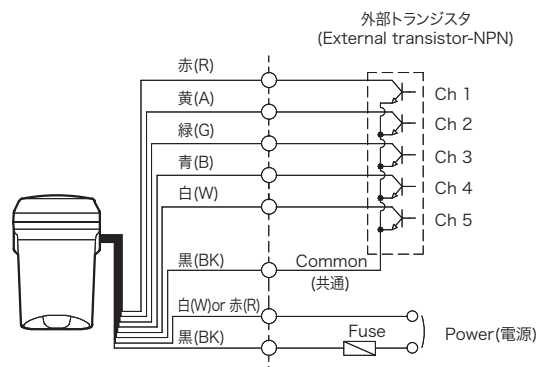 外部トランジスタ
(External transistor-NPN)
赤(R)
Ch 1
黄(A)
Ch 2
緑(G)
Ch 3
青(B)
Ch 4
白(W)
Ch 5
黒(BK)
Common
(共通)
白(W)or 赤(R)
Fuse
Power(電源)
黒(BK)